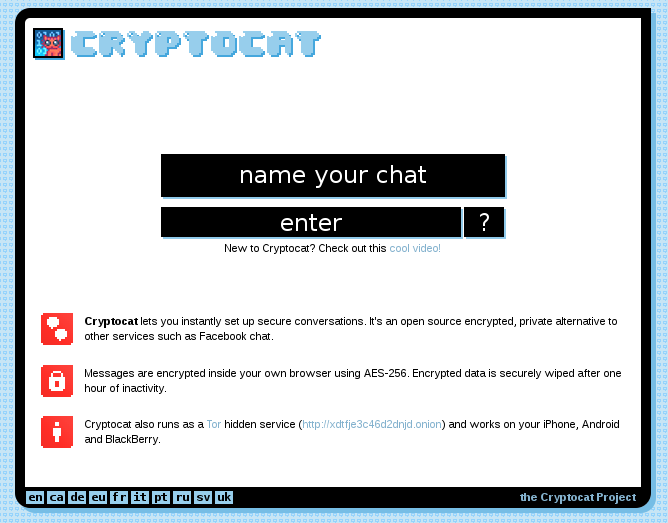 CRYPTOCAT
name your chat
enter ?
New to Cryptocat? Check out this cool video!
Cryptocat lets you instantly set up secure conversations. It's an open source encrypted, private alternative to
other services such as Facebook chat.
Messages are encrypted inside your own browser using AES-256. Encrypted data is securely wiped after one
hour of inactivity.
Cryptocat also runs as a Tor hidden service (http://xdtfje3c46d2dnjd.onion) and works on your iPhone, Android
and BlackBerry.
en ca de eu fr it pt ru sv uk the Cryptocat Project